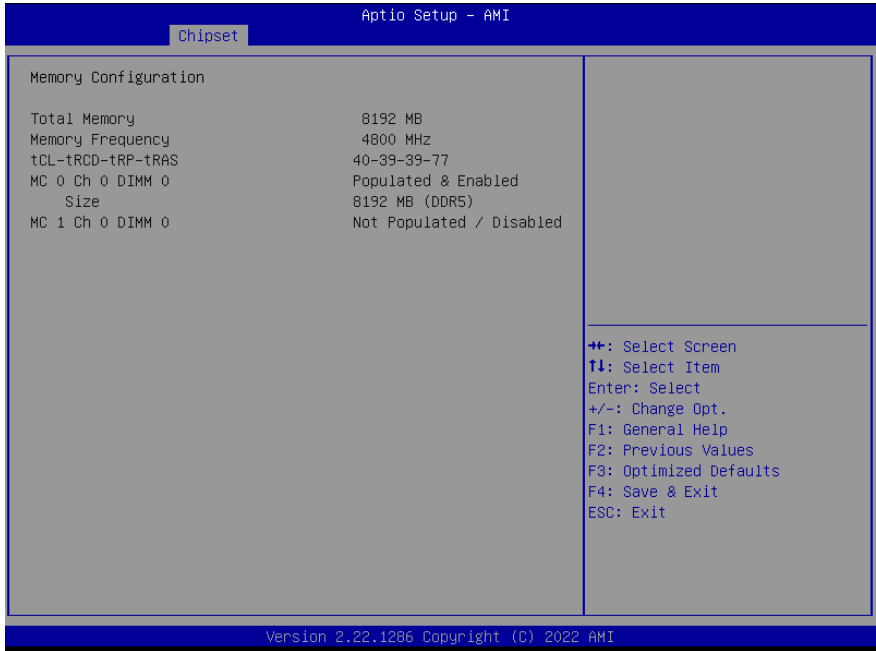 Aptio Setup – AMI
Chipset
Memory Configuration
Total Memory 8192 MB
Memory Frequency 4800 MHz
tCL-tRCD-tRP-tRAS 40-39-39-77
MC 0 Ch 0 DIMM 0 Populated & Enabled
Size 8192 MB (DDR5)
MC 1 Ch 0 DIMM 0 Not Populated / Disabled
→←: Select Screen
↑↓: Select Item
Enter: Select
+/-: Change Opt.
F1: General Help
F2: Previous Values
F3: Optimized Defaults
F4: Save & Exit
ESC: Exit
Version 2.22.1286 Copyright (C) 2022 AMI